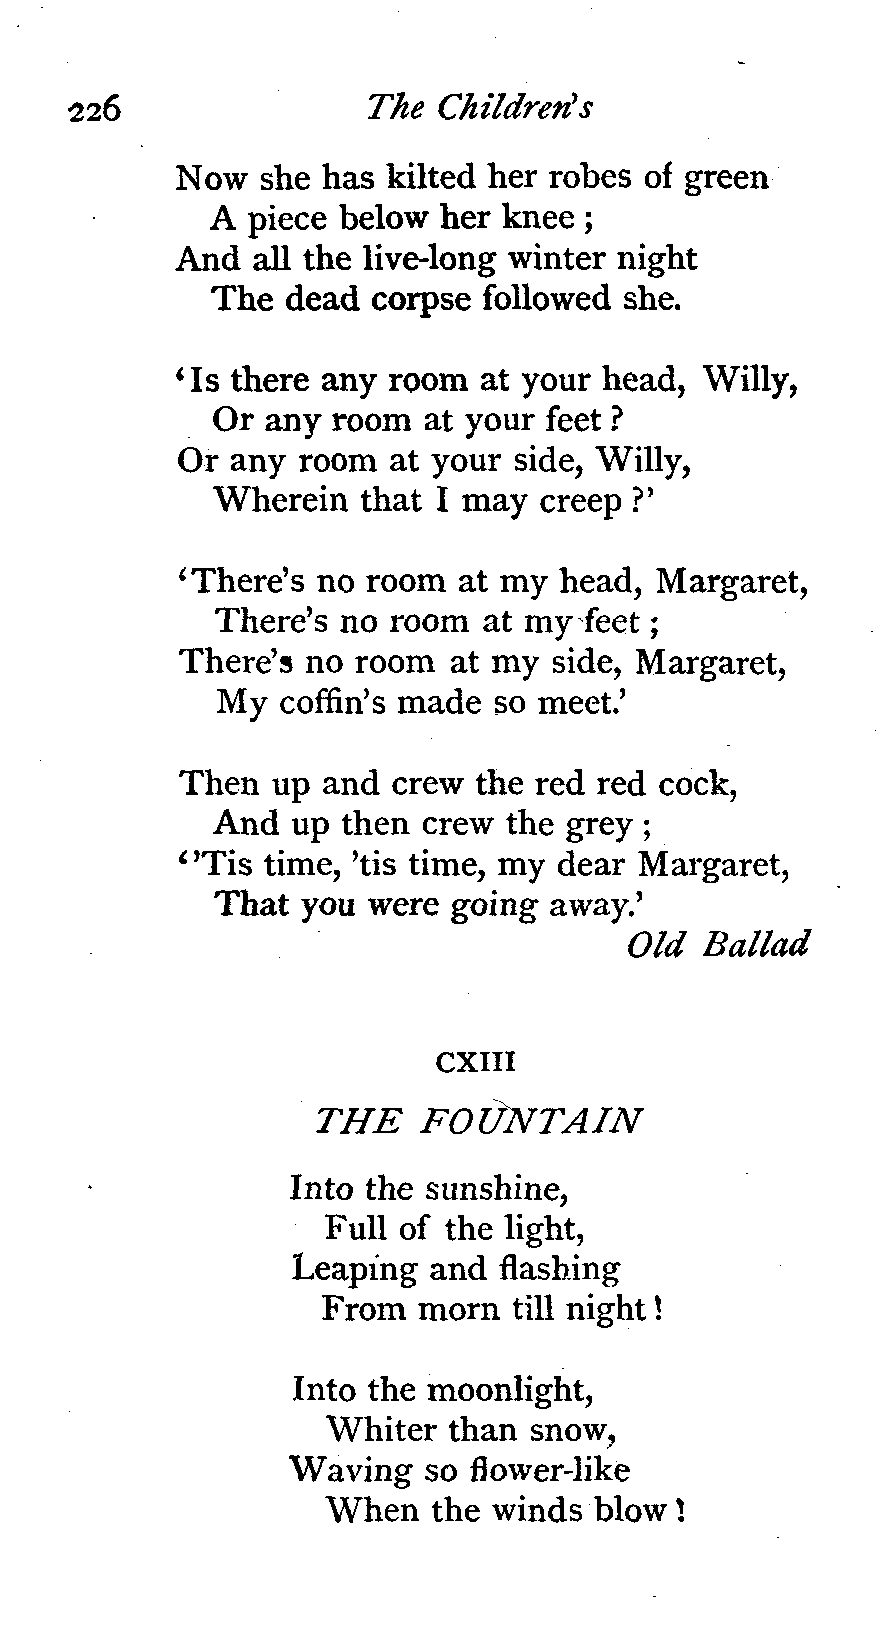 226 The Children's
Now she has kilted her robes of green
A piece below her knee ;
And all the live-long winter night
The dead corpse followed she.
‘Is there any room at your head, Willy,
Or any room at your feet ?
Or any room at your side, Willy,
Wherein that I may creep ?’
‘There's no room at my head, Margaret,
There's no room at my feet ;
There's no room at my side, Margaret,
My coffin's made so meet.’
Then up and crew the red red cock,
And up then crew the grey ;
‘’Tis time, ’tis time, my dear Margaret,
That you were going away.’
Old Ballad
CXIII
THE FOUNTAIN
Into the sunshine,
Full of the light,
Leaping and flashing
From morn till night !
Into the moonlight,
Whiter than snow,
Waving so flower-like
When the winds blow !